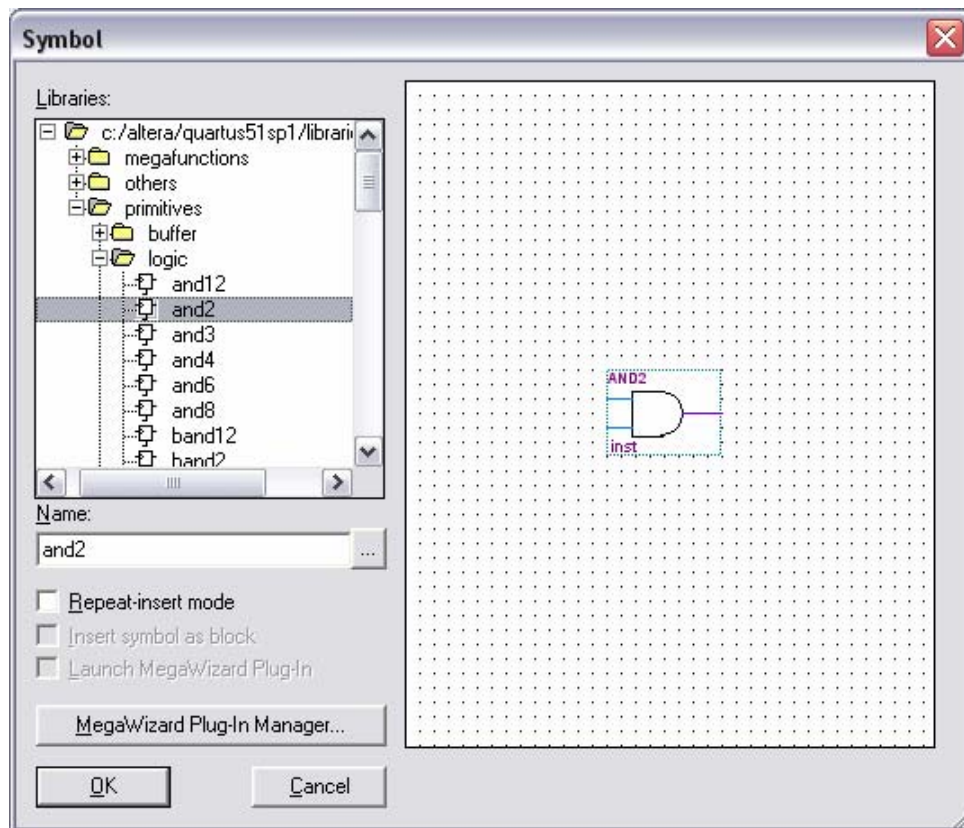 Symbol
Libraries:
c:/altera/quartus51sp1/librari
megafunctions
others
primitives
buffer
logic
and12
and2
and3
and4
and6
and8
band12
band2
Name:
and2
...
Repeat-insert mode
Insert symbol as block
Launch MegaWizard Plug-In
MegaWizard Plug-In Manager...
OK
Cancel
AND2
inst